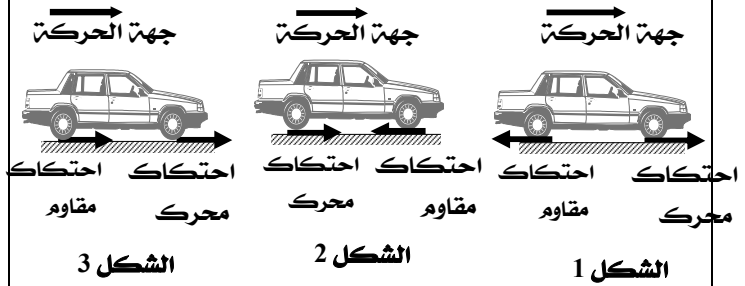 جهة الحركة جهة الحركة جهة الحركة
احتكاك احتكاك احتكاك احتكاك احتكاك احتكاك
محرك مقاوم مقاوم محرك محرك مقاوم
الشكل 1 الشكل 2 الشكل 3